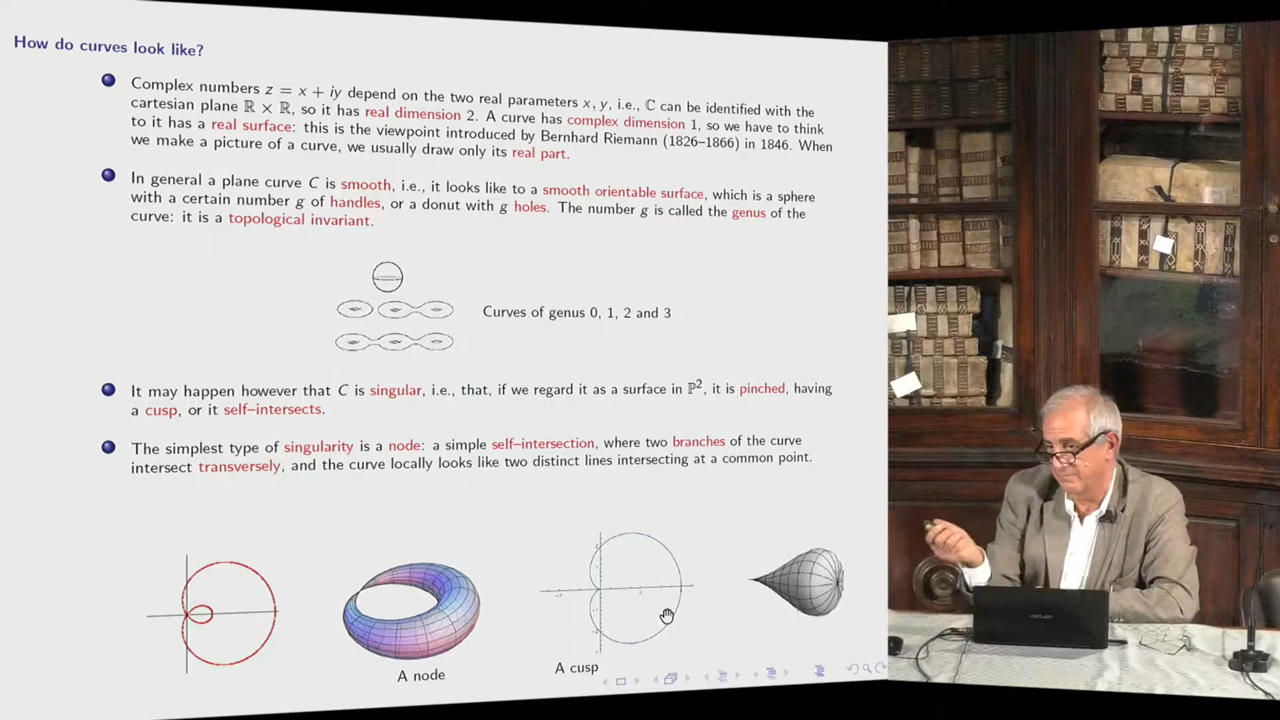 How do curves look like?
Complex numbers z = x + iy depend on the two real parameters x, y, i.e., ℂ can be identified with the
cartesian plane ℝ × ℝ, so it has real dimension 2. A curve has complex dimension 1, so we have to think
to it has a real surface: this is the viewpoint introduced by Bernhard Riemann (1826–1866) in 1846. When
we make a picture of a curve, we usually draw only its real part.
In general a plane curve C is smooth, i.e., it looks like to a smooth orientable surface, which is a sphere
with a certain number g of handles, or a donut with g holes. The number g is called the genus of the
curve: it is a topological invariant.
Curves of genus 0, 1, 2 and 3
It may happen however that C is singular, i.e., that, if we regard it as a surface in ℙ², it is pinched, having
a cusp, or it self–intersects.
The simplest type of singularity is a node: a simple self–intersection, where two branches of the curve
intersect transversely, and the curve locally looks like two distinct lines intersecting at a common point.
A node
A cusp
ASUS